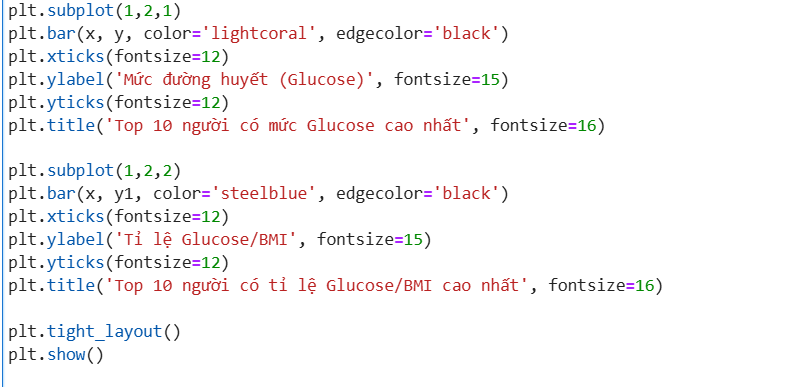 plt.subplot(1,2,1)
plt.bar(x, y, color='lightcoral', edgecolor='black')
plt.xticks(fontsize=12)
plt.ylabel('Mức đường huyết (Glucose)', fontsize=15)
plt.yticks(fontsize=12)
plt.title('Top 10 người có mức Glucose cao nhất', fontsize=16)
plt.subplot(1,2,2)
plt.bar(x, y1, color='steelblue', edgecolor='black')
plt.xticks(fontsize=12)
plt.ylabel('Tỉ lệ Glucose/BMI', fontsize=15)
plt.yticks(fontsize=12)
plt.title('Top 10 người có tỉ lệ Glucose/BMI cao nhất', fontsize=16)
plt.tight_layout()
plt.show()